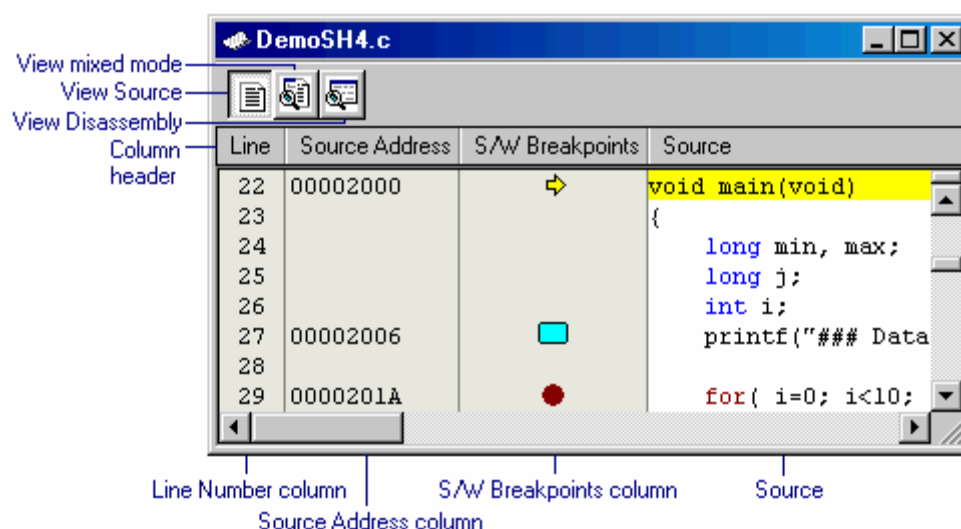 DemoSH4.c
View mixed mode
View Source
View Disassembly
Column
header
Line Source Address S/W Breakpoints Source
22 00002000 void main(void)
23 {
24 long min, max;
25 long j;
26 int i;
27 00002006 printf("### Data
28
29 0000201A for( i=0; i<10;
Line Number column S/W Breakpoints column Source
Source Address column